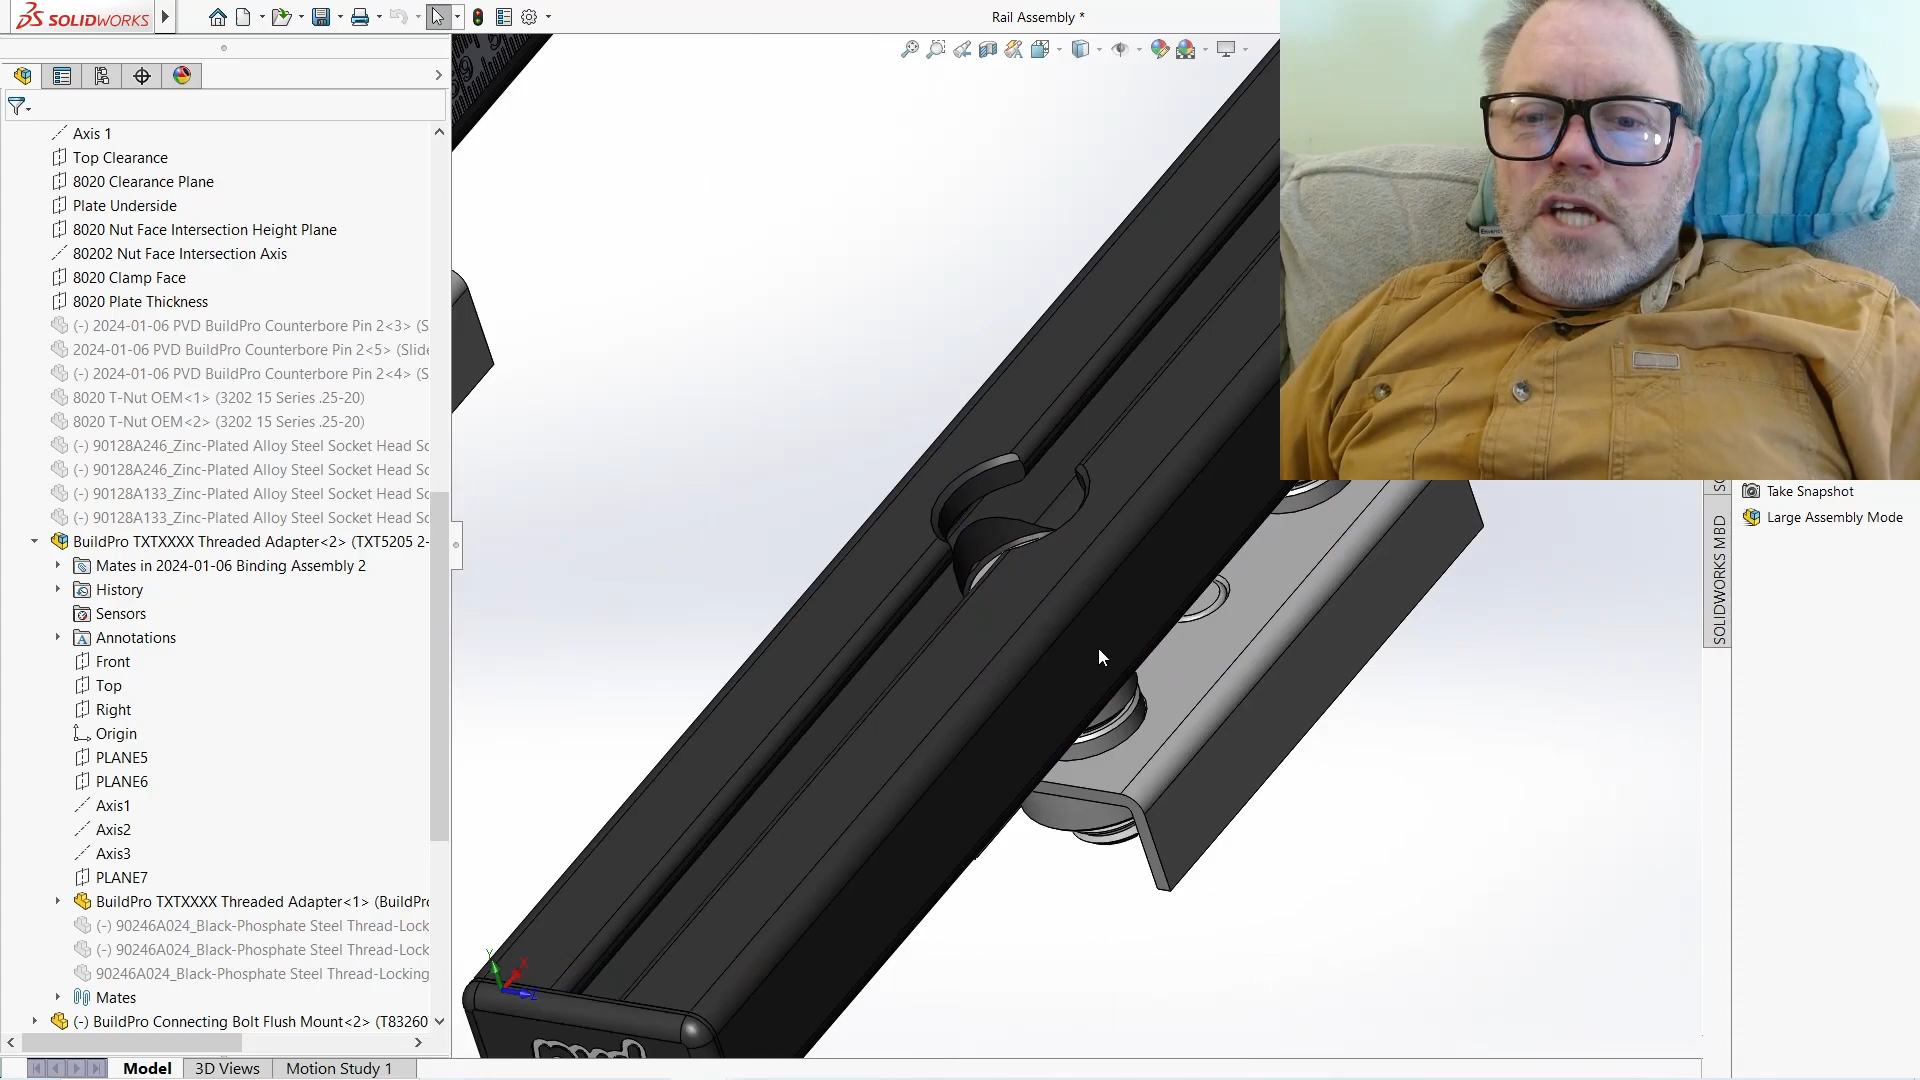 SOLIDWORKS
Rail Assembly *
Axis 1
Top Clearance
8020 Clearance Plane
Plate Underside
8020 Nut Face Intersection Height Plane
80202 Nut Face Intersection Axis
8020 Clamp Face
8020 Plate Thickness
(-) 2024-01-06 PVD BuildPro Counterbore Pin 2<3> (S
2024-01-06 PVD BuildPro Counterbore Pin 2<5> (Slide
(-) 2024-01-06 PVD BuildPro Counterbore Pin 2<4> (S
8020 T-Nut OEM<1> (3202 15 Series .25-20)
8020 T-Nut OEM<2> (3202 15 Series .25-20)
(-) 90128A246_Zinc-Plated Alloy Steel Socket Head Sc
(-) 90128A246_Zinc-Plated Alloy Steel Socket Head Sc
(-) 90128A133_Zinc-Plated Alloy Steel Socket Head Sc
(-) 90128A133_Zinc-Plated Alloy Steel Socket Head Sc
BuildPro TXTXXXX Threaded Adapter<2> (TXT5205 2-
Mates in 2024-01-06 Binding Assembly 2
History
Sensors
Annotations
Front
Top
Right
Origin
PLANE5
PLANE6
Axis1
Axis2
Axis3
PLANE7
BuildPro TXTXXXX Threaded Adapter<1> (BuildPr
(-) 90246A024_Black-Phosphate Steel Thread-Lock
(-) 90246A024_Black-Phosphate Steel Thread-Lock
90246A024_Black-Phosphate Steel Thread-Locking
Mates
(-) BuildPro Connecting Bolt Flush Mount<2> (T83260
Model
3D Views
Motion Study 1
Y
X
Z
Take Snapshot
Large Assembly Mode
SOLIDWORKS MBD